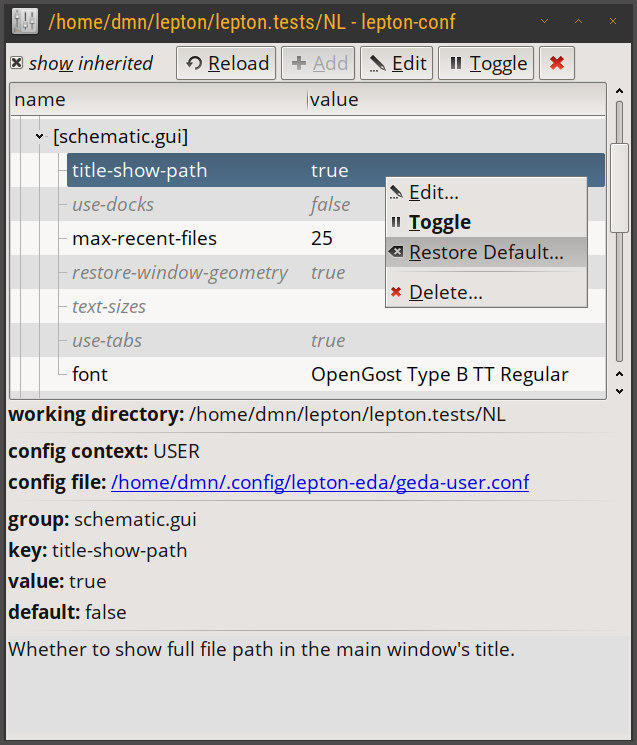 /home/dmn/lepton/lepton.tests/NL - lepton-conf
show inherited Reload Add Edit Toggle
name value
[schematic.gui]
title-show-path true
Edit...
use-docks false
Toggle
max-recent-files 25
Restore Default...
restore-window-geometry true
Delete...
text-sizes
use-tabs true
font OpenGost Type B TT Regular
working directory: /home/dmn/lepton/lepton.tests/NL
config context: USER
config file: /home/dmn/.config/lepton-eda/geda-user.conf
group: schematic.gui
key: title-show-path
value: true
default: false
Whether to show full file path in the main window's title.